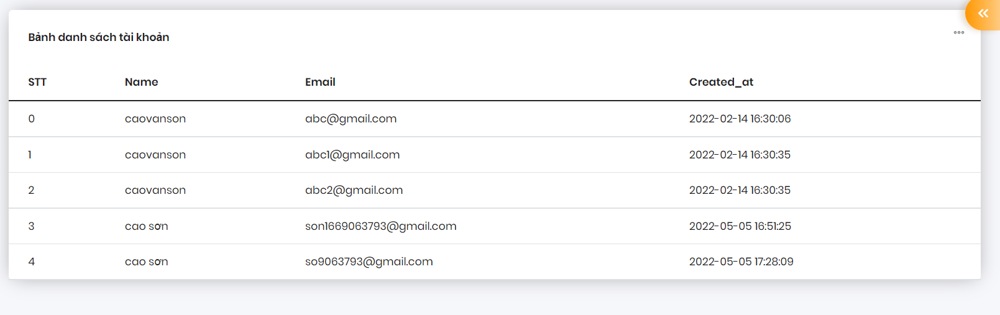 Bảnh danh sách tài khoản
STT Name Email Created_at
0 caovanson abc@gmail.com 2022-02-14 16:30:06
1 caovanson abc1@gmail.com 2022-02-14 16:30:35
2 caovanson abc2@gmail.com 2022-02-14 16:30:35
3 cao sơn son1669063793@gmail.com 2022-05-05 16:51:25
4 cao sơn so9063793@gmail.com 2022-05-05 17:28:09